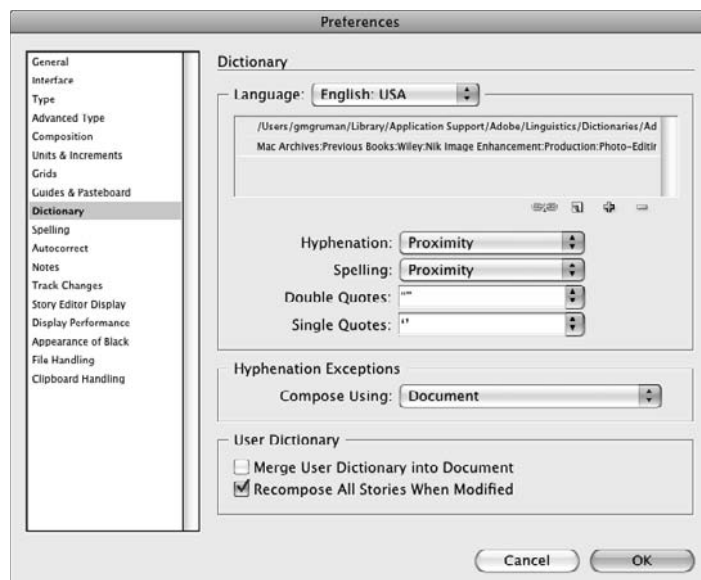 Preferences
General
Interface
Type
Advanced Type
Composition
Units & Increments
Grids
Guides & Pasteboard
Dictionary
Spelling
Autocorrect
Notes
Track Changes
Story Editor Display
Display Performance
Appearance of Black
File Handling
Clipboard Handling
Dictionary
Language: English: USA
/Users/gmgruman/Library/Application Support/Adobe/Linguistics/Dictionaries/Ad
Mac Archives:Previous Books:Wiley:Nik Image Enhancement:Production:Photo-Editin
Hyphenation: Proximity
Spelling: Proximity
Double Quotes: “”
Single Quotes: ‘’
Hyphenation Exceptions
Compose Using: Document
User Dictionary
Merge User Dictionary into Document
Recompose All Stories When Modified
Cancel OK